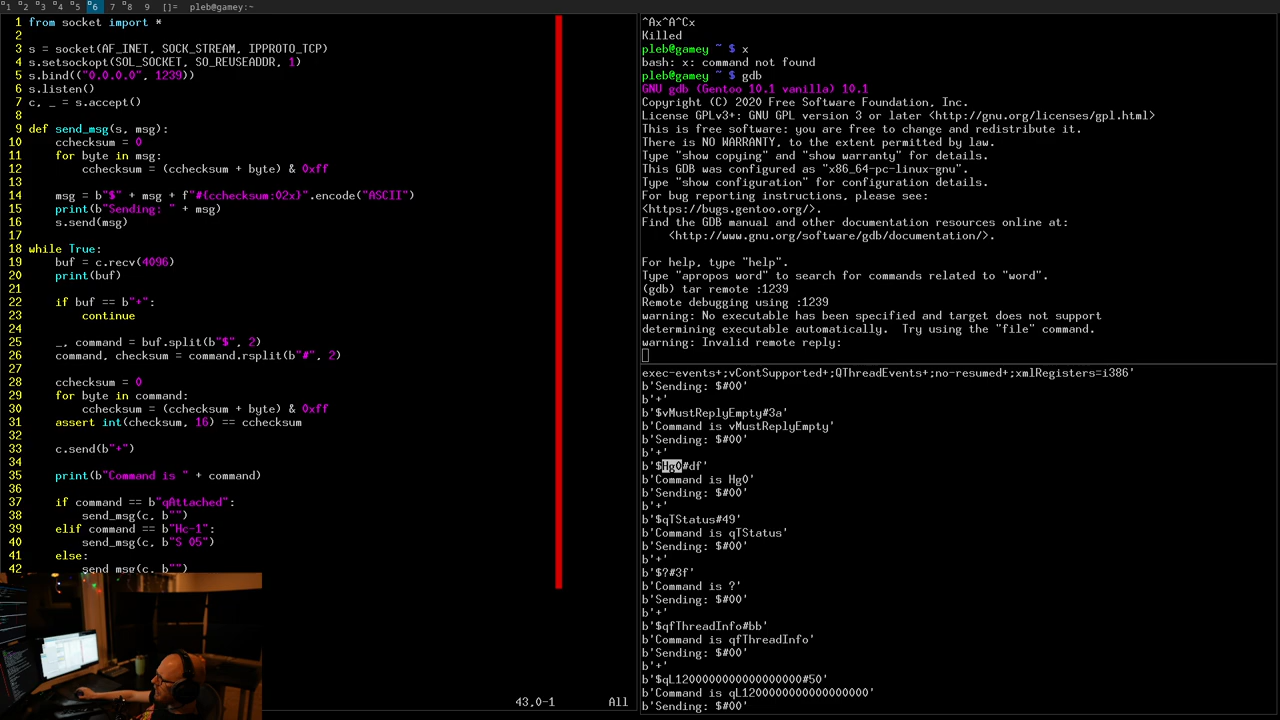 1 2 3 4 5 6 7 8 9 []= pleb@gamey:~
1 from socket import *
2
3 s = socket(AF_INET, SOCK_STREAM, IPPROTO_TCP)
4 s.setsockopt(SOL_SOCKET, SO_REUSEADDR, 1)
5 s.bind(("0.0.0.0", 1239))
6 s.listen()
7 c, _ = s.accept()
8
9 def send_msg(s, msg):
10 cchecksum = 0
11 for byte in msg:
12 cchecksum = (cchecksum + byte) & 0xff
13
14 msg = b"$" + msg + f"#{cchecksum:02x}".encode("ASCII")
15 print(b"Sending: " + msg)
16 s.send(msg)
17
18 while True:
19 buf = c.recv(4096)
20 print(buf)
21
22 if buf == b"+":
23 continue
24
25 _, command = buf.split(b"$", 2)
26 command, checksum = command.rsplit(b"#", 2)
27
28 cchecksum = 0
29 for byte in command:
30 cchecksum = (cchecksum + byte) & 0xff
31 assert int(checksum, 16) == cchecksum
32
33 c.send(b"+")
34
35 print(b"Command is " + command)
36
37 if command == b"qAttached":
38 send_msg(c, b"")
39 elif command == b"Hc-1":
40 send_msg(c, b"S 05")
41 else:
42 send_msg(c, b"")
43,0-1 All
^Ax^A^Cx
Killed
pleb@gamey ~ $ x
bash: x: command not found
pleb@gamey ~ $ gdb
GNU gdb (Gentoo 10.1 vanilla) 10.1
Copyright (C) 2020 Free Software Foundation, Inc.
License GPLv3+: GNU GPL version 3 or later <http://gnu.org/licenses/gpl.html>
This is free software: you are free to change and redistribute it.
There is NO WARRANTY, to the extent permitted by law.
Type "show copying" and "show warranty" for details.
This GDB was configured as "x86_64-pc-linux-gnu".
Type "show configuration" for configuration details.
For bug reporting instructions, please see:
<https://bugs.gentoo.org/>.
Find the GDB manual and other documentation resources online at:
<http://www.gnu.org/software/gdb/documentation/>.
For help, type "help".
Type "apropos word" to search for commands related to "word".
(gdb) tar remote :1239
Remote debugging using :1239
warning: No executable has been specified and target does not support
determining executable automatically. Try using the "file" command.
warning: Invalid remote reply:
exec-events+;vContSupported+;QThreadEvents+;no-resumed+;xmlRegisters=i386'
b'Sending: $#00'
b'+'
b'$vMustReplyEmpty#3a'
b'Command is vMustReplyEmpty'
b'Sending: $#00'
b'+'
b'$Hg0#df'
b'Command is Hg0'
b'Sending: $#00'
b'+'
b'$qTStatus#49'
b'Command is qTStatus'
b'Sending: $#00'
b'+'
b'$?#3f'
b'Command is ?'
b'Sending: $#00'
b'+'
b'$qfThreadInfo#bb'
b'Command is qfThreadInfo'
b'Sending: $#00'
b'+'
b'$qL1200000000000000000#50'
b'Command is qL1200000000000000000'
b'Sending: $#00'